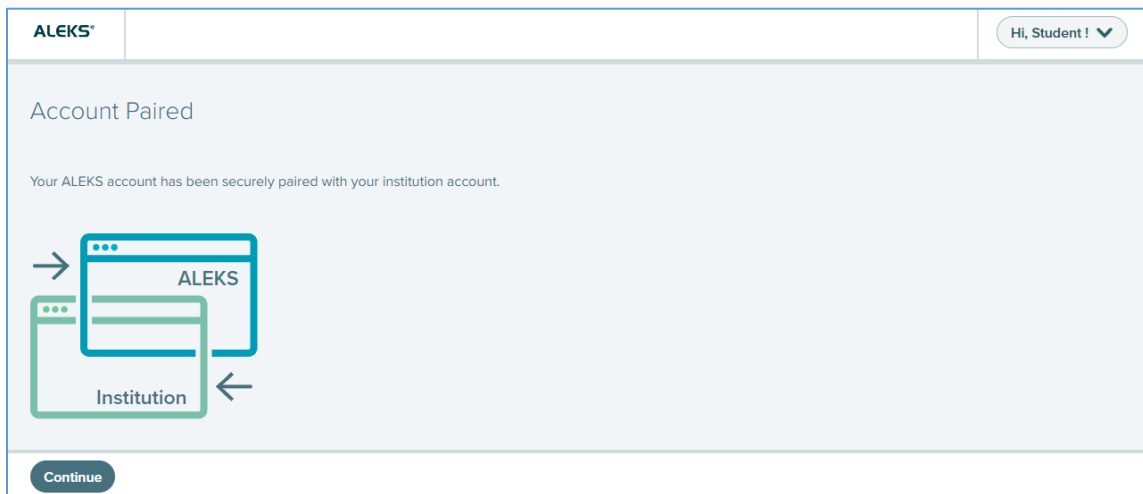 ALEKS®
Hi, Student !
Account Paired
Your ALEKS account has been securely paired with your institution account.
ALEKS
Institution
Continue